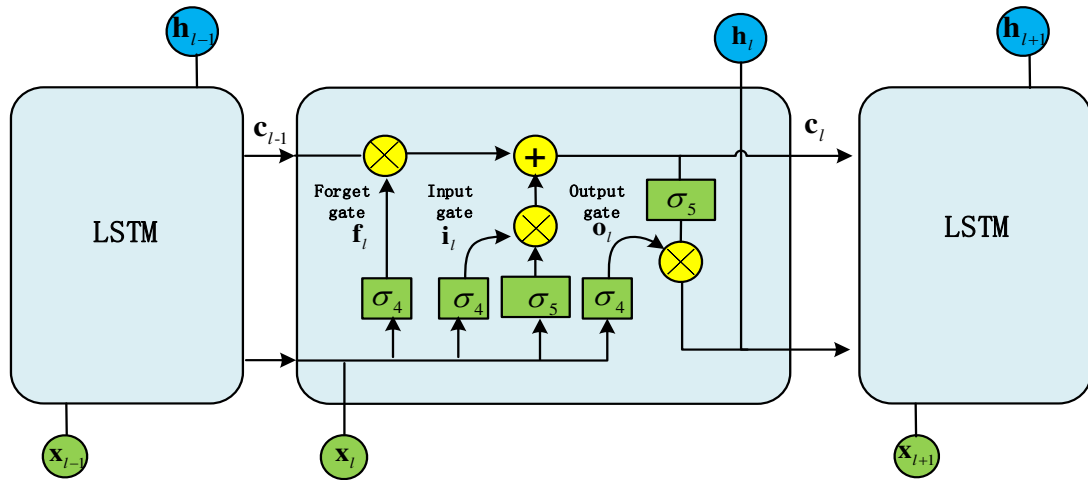 h_{l-1}
h_l
h_{l+1}
c_{l-1}
c_l
Forget
gate
f_l
Input
gate
i_l
Output
gate
o_l
σ_5
LSTM
LSTM
σ_4
σ_4
σ_5
σ_4
x_{l-1}
x_l
x_{l+1}